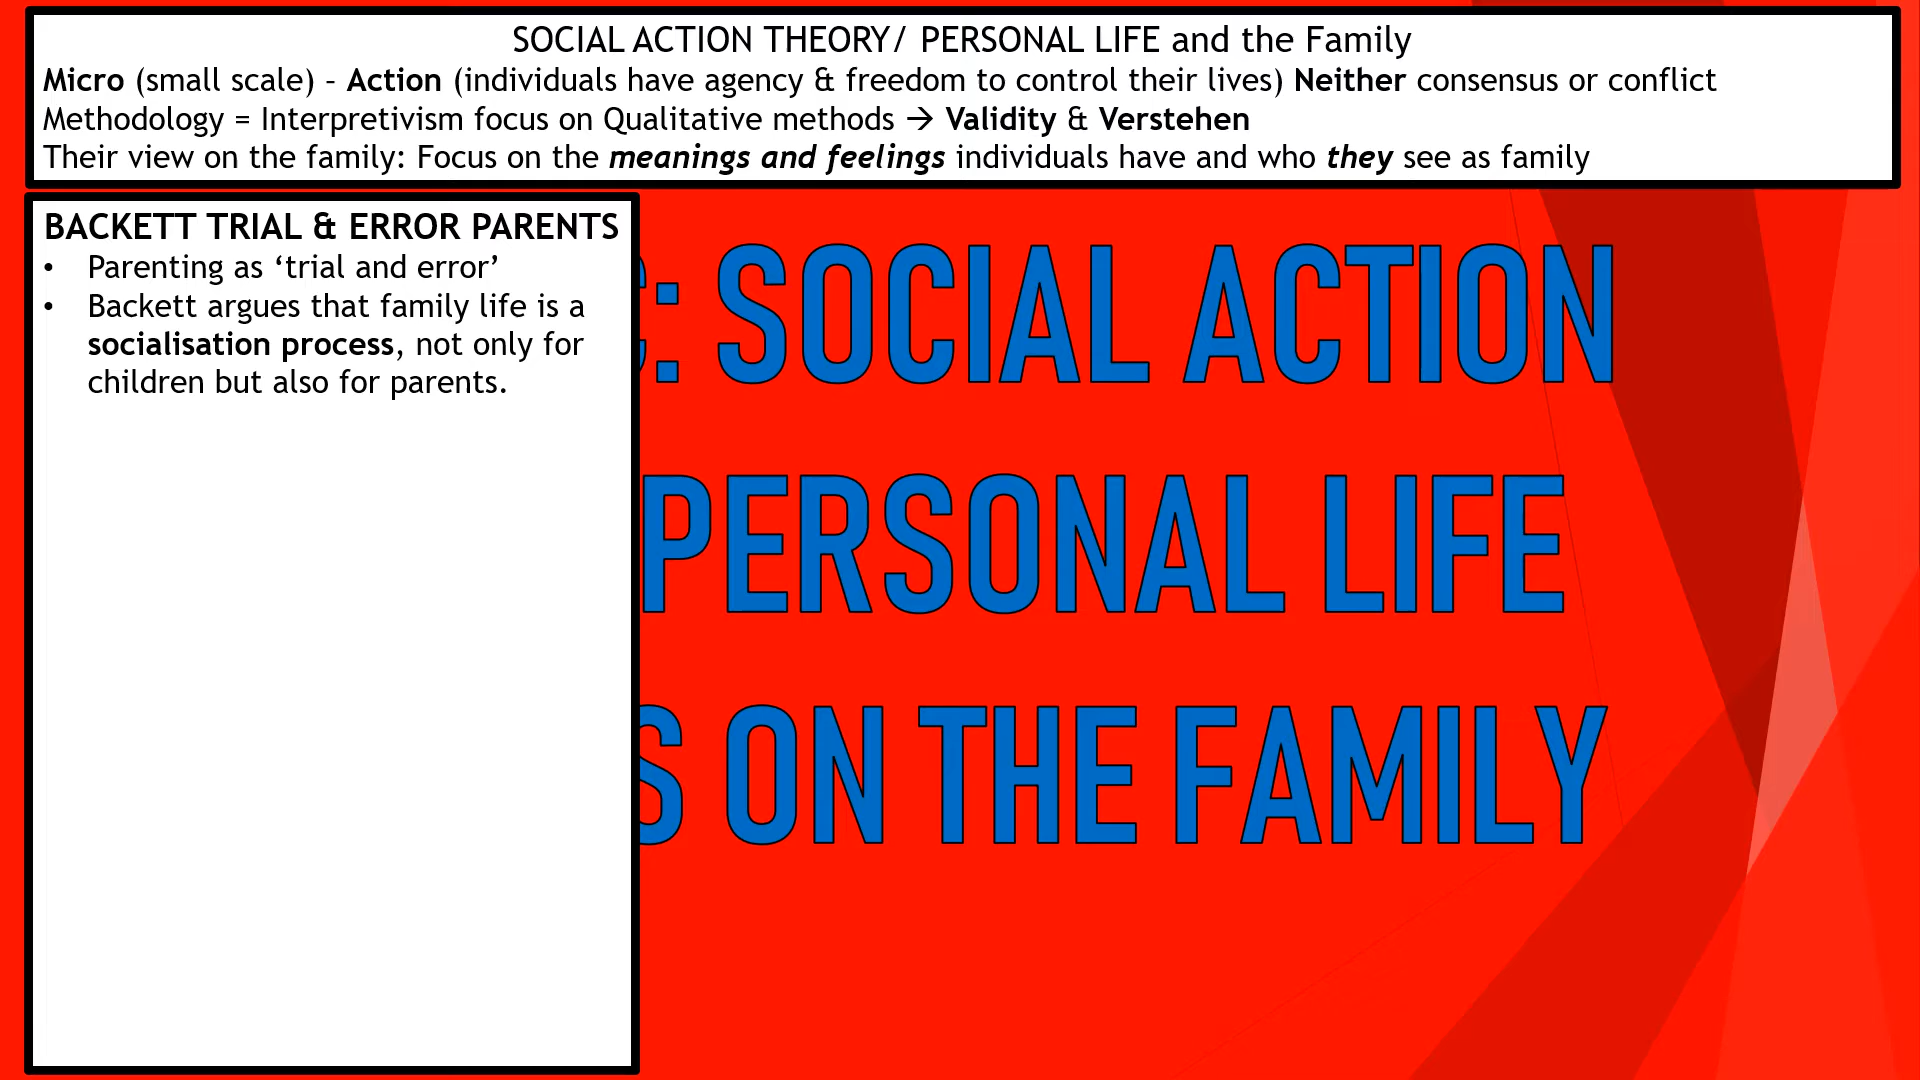 SOCIAL ACTION THEORY/ PERSONAL LIFE and the Family
Micro (small scale) – Action (individuals have agency & freedom to control their lives) Neither consensus or conflict
Methodology = Interpretivism focus on Qualitative methods → Validity & Verstehen
Their view on the family: Focus on the meanings and feelings individuals have and who they see as family
BACKETT TRIAL & ERROR PARENTS
• Parenting as ‘trial and error’
• Backett argues that family life is a
socialisation process, not only for
children but also for parents.
: SOCIAL ACTION
PERSONAL LIFE
S ON THE FAMILY